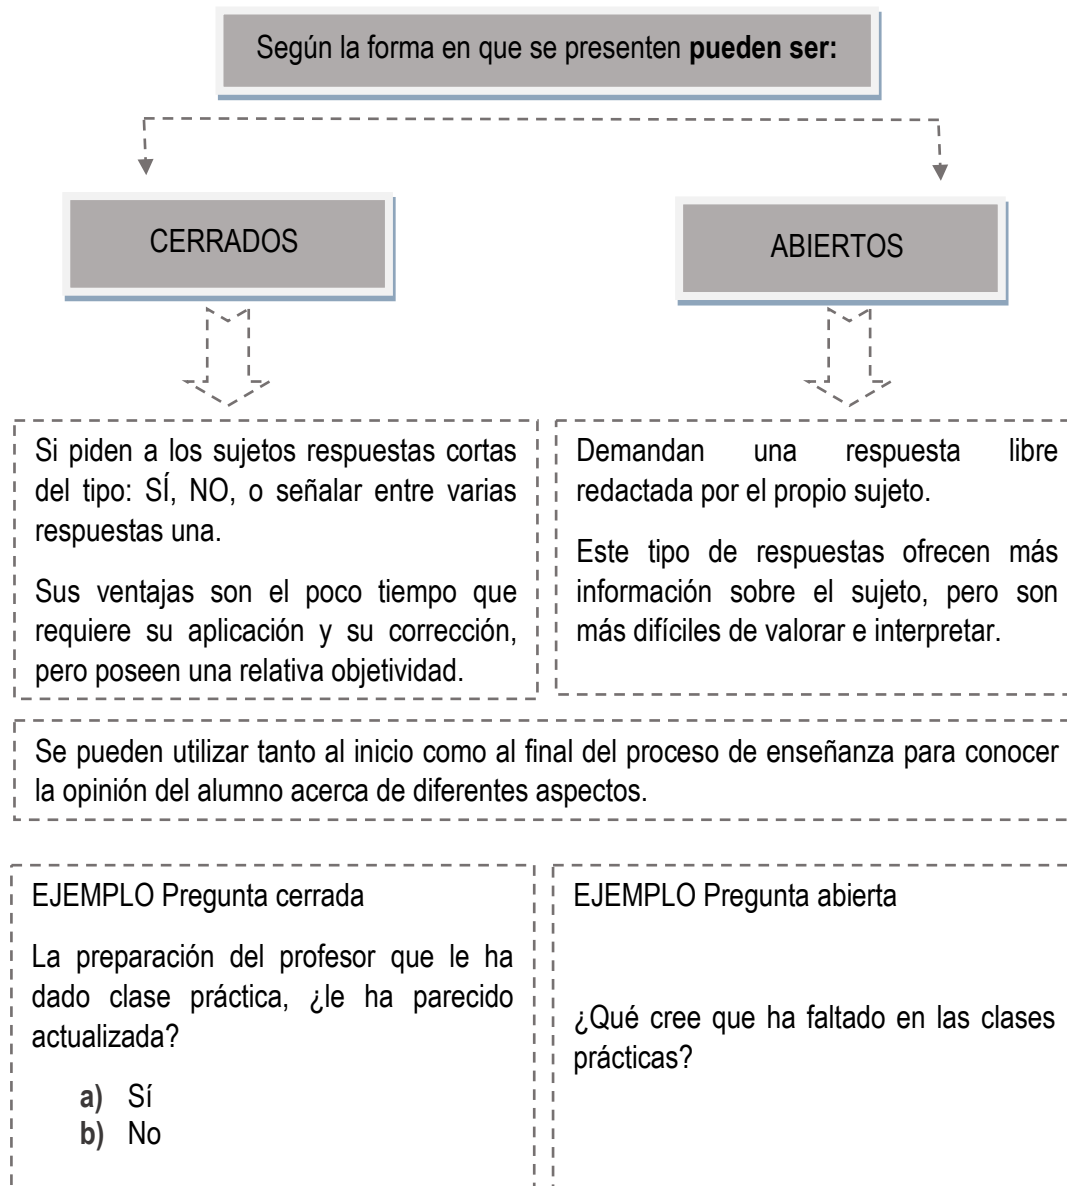 Según la forma en que se presenten pueden ser:
CERRADOS
ABIERTOS
Si piden a los sujetos respuestas cortas
del tipo: SÍ, NO, o señalar entre varias
respuestas una.
Sus ventajas son el poco tiempo que
requiere su aplicación y su corrección,
pero poseen una relativa objetividad.
Demandan una respuesta libre
redactada por el propio sujeto.
Este tipo de respuestas ofrecen más
información sobre el sujeto, pero son
más difíciles de valorar e interpretar.
Se pueden utilizar tanto al inicio como al final del proceso de enseñanza para conocer
la opinión del alumno acerca de diferentes aspectos.
EJEMPLO Pregunta cerrada
La preparación del profesor que le ha
dado clase práctica, ¿le ha parecido
actualizada?
a) Sí
b) No
EJEMPLO Pregunta abierta
¿Qué cree que ha faltado en las clases
prácticas?